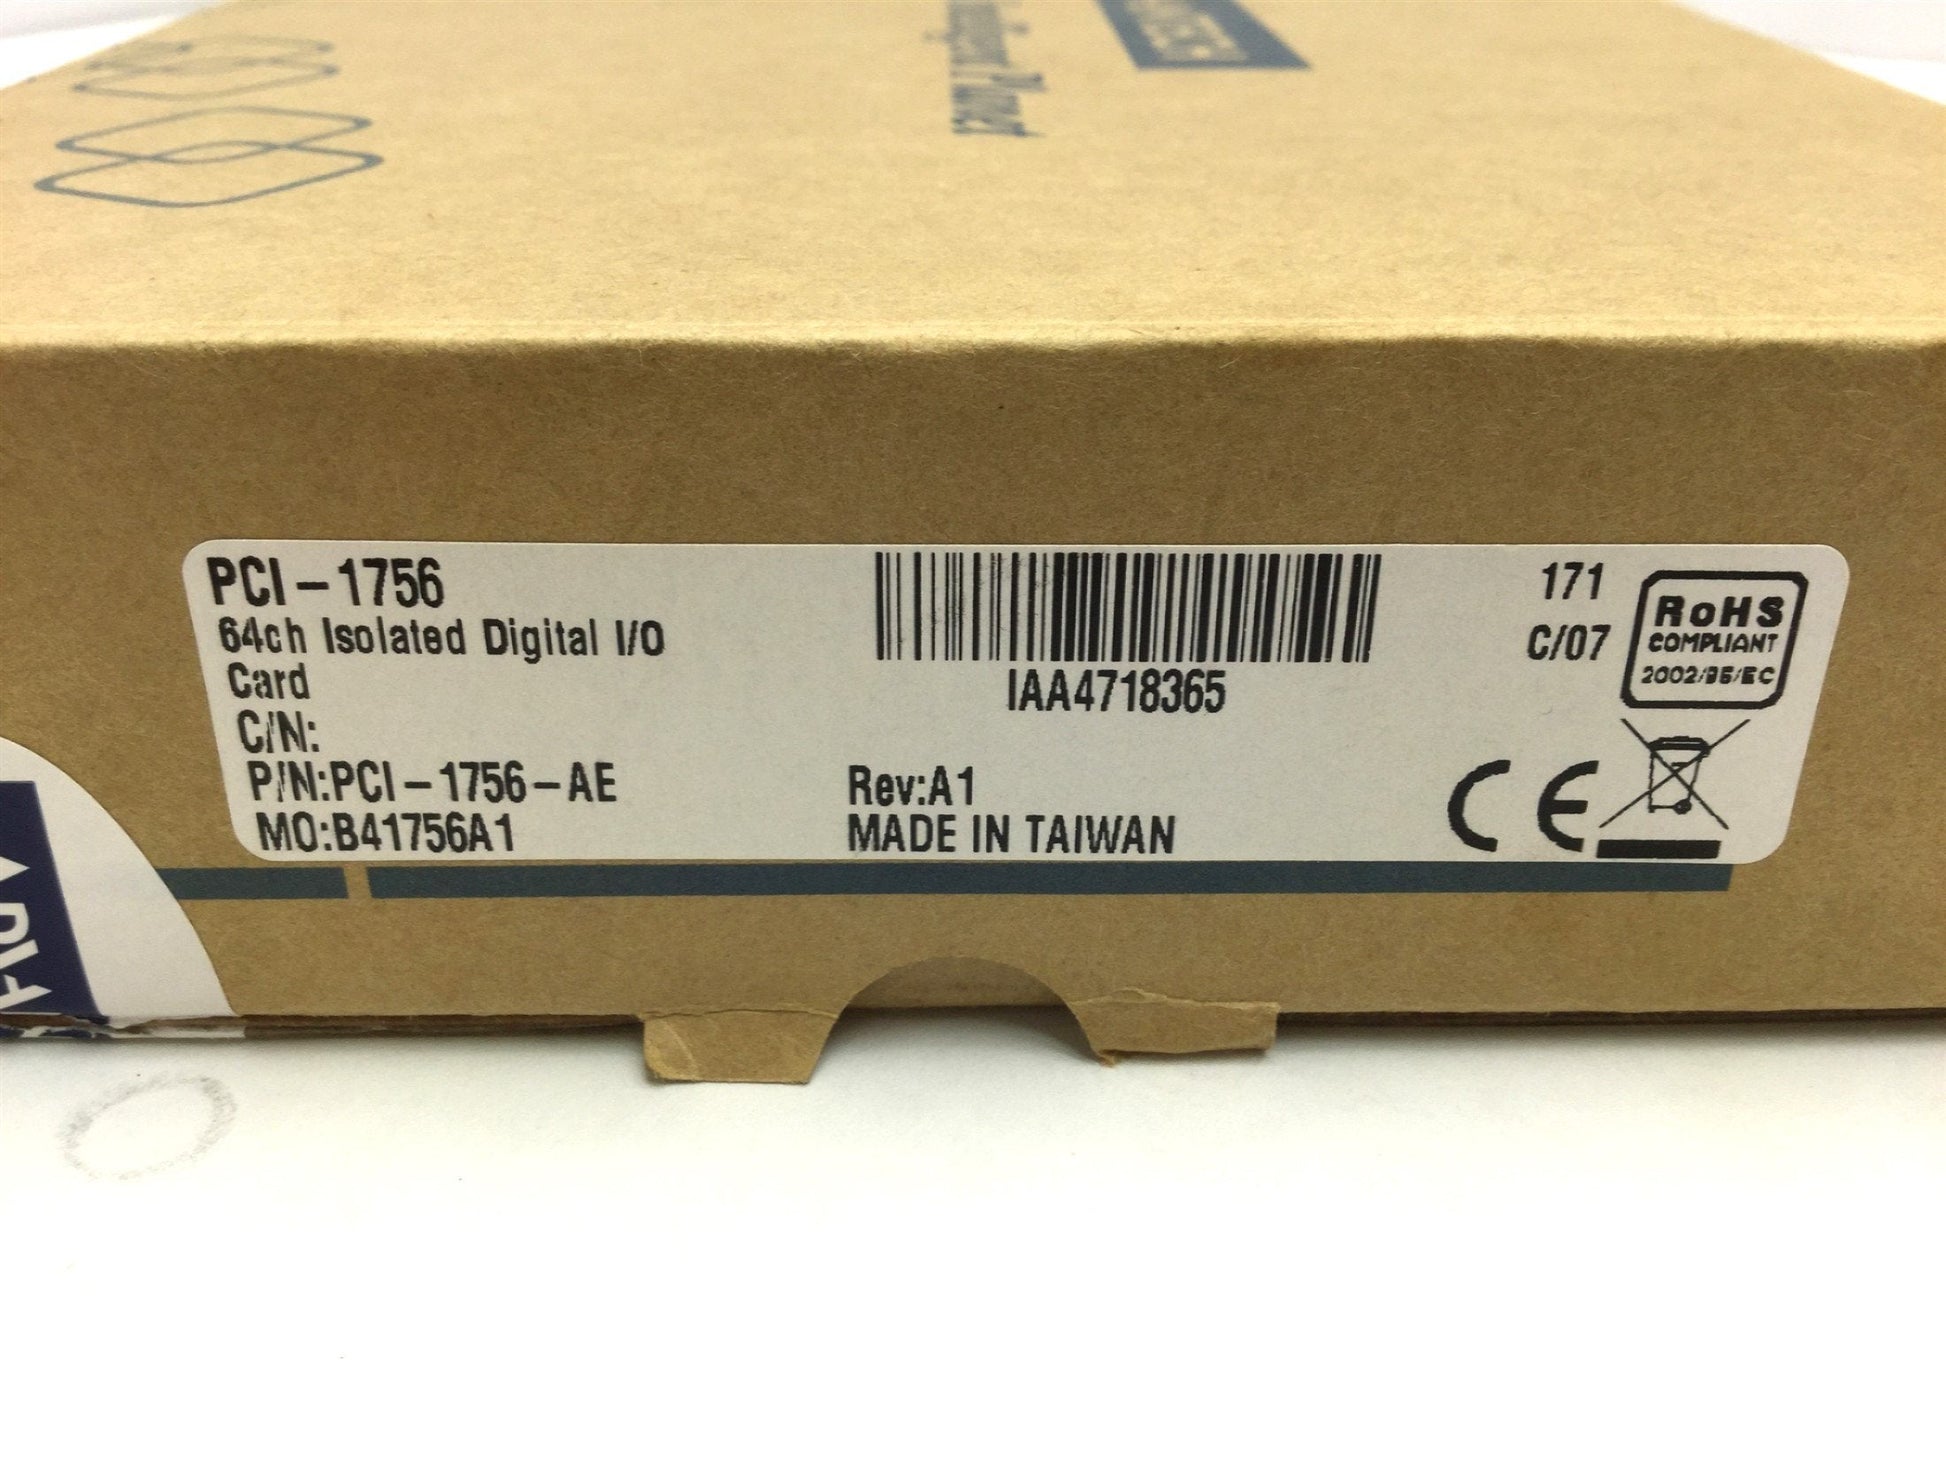 Planet
PCI-1756
64ch Isolated Digital I/O
Card
C/N:
P/N:PCI-1756-AE
MO:B41756A1
IAA4718365
Rev:A1
MADE IN TAIWAN
171
C/07
RoHS
COMPLIANT
2002/95/EC
CE